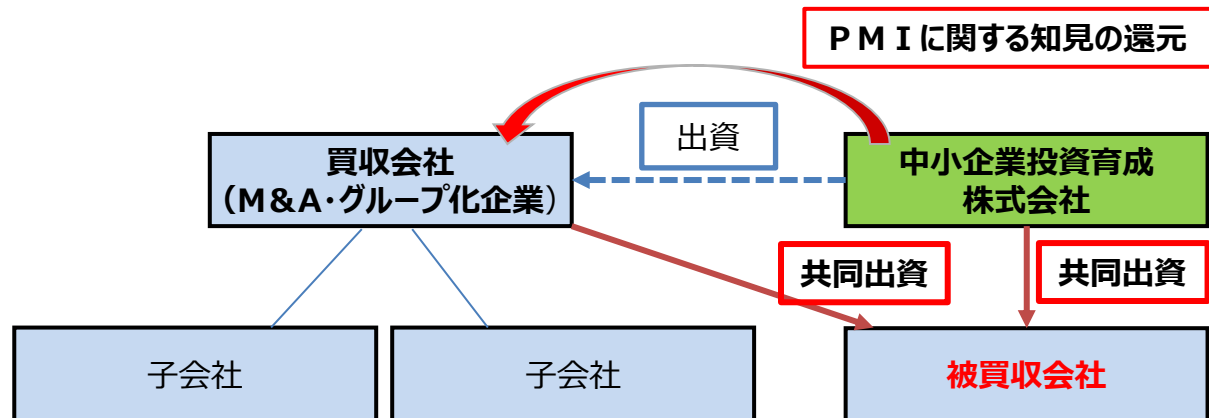 ＰＭＩに関する知見の還元
出資
買収会社
（M&A･グループ化企業）
中小企業投資育成
株式会社
共同出資
共同出資
子会社
子会社
被買収会社